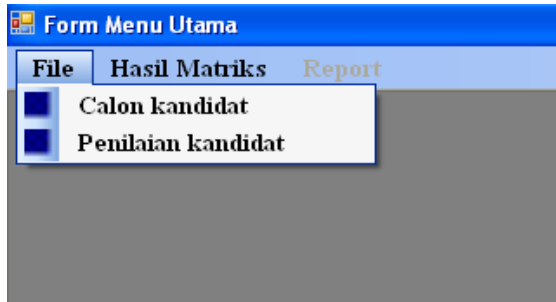 Form Menu Utama
File Hasil Matriks Report
Calon kandidat
Penilaian kandidat